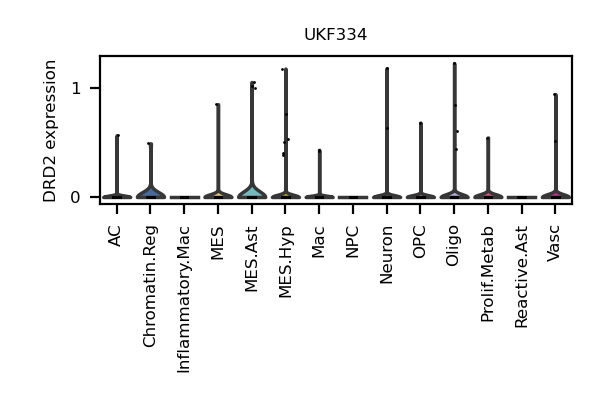 UKF334
DRD2 expression
1
0
AC
Chromatin.Reg
Inflammatory.Mac
MES
MES.Ast
MES.Hyp
Mac
NPC
Neuron
OPC
Oligo
Prolif.Metab
Reactive.Ast
Vasc